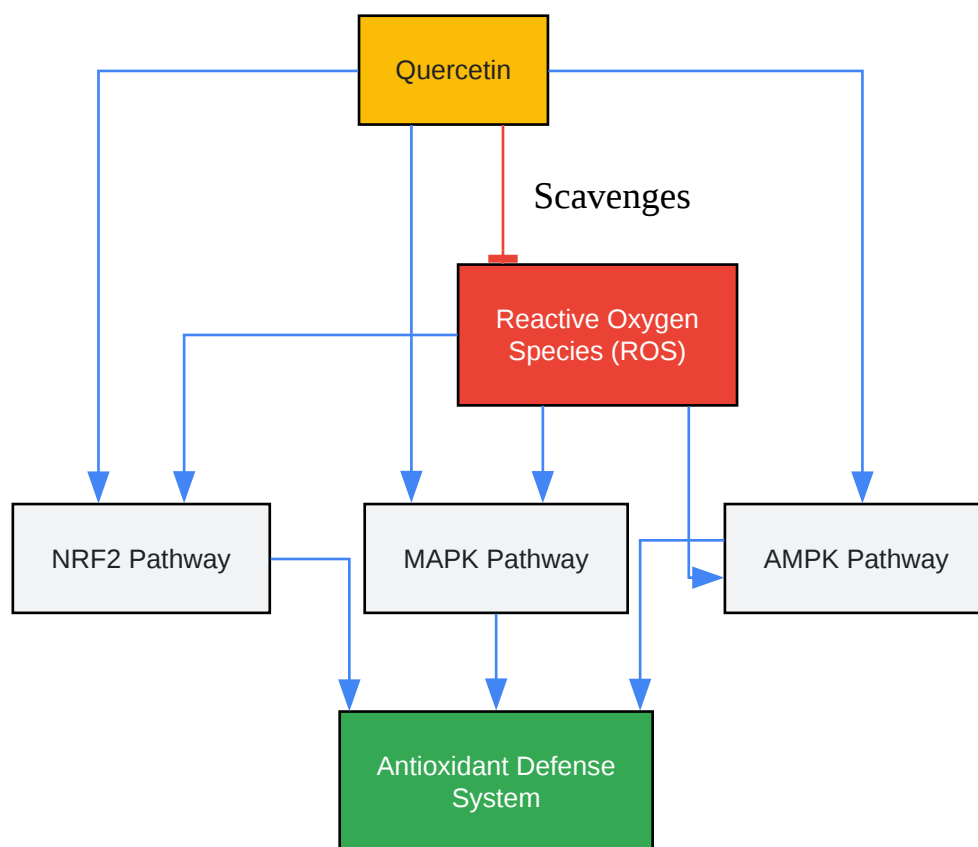 Quercetin
Scavenges
Reactive Oxygen
Species (ROS)
NRF2 Pathway
MAPK Pathway
AMPK Pathway
Antioxidant Defense
System